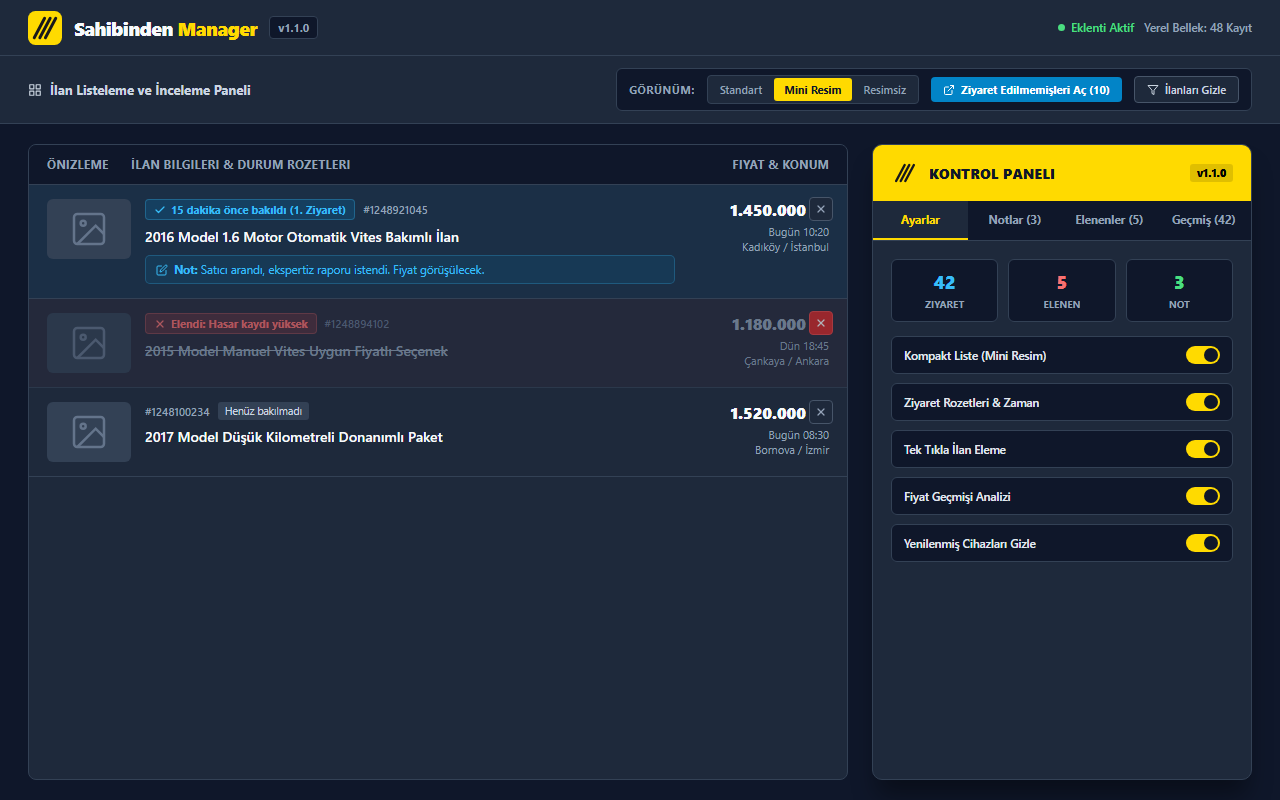 Sahibinden Manager v1.1.0
Eklenti Aktif Yerel Bellek: 48 Kayıt
İlan Listeleme ve İnceleme Paneli
GÖRÜNÜM: Standart Mini Resim Resimsiz
Ziyaret Edilmemişleri Aç (10)
İlanları Gizle
ÖNIZLEME İLAN BILGILERI & DURUM ROZETLERI FIYAT & KONUM
15 dakika önce bakıldı (1. Ziyaret) #1248921045
2016 Model 1.6 Motor Otomatik Vites Bakımlı İlan
Not: Satıcı arandı, ekspertiz raporu istendi. Fiyat görüşülecek.
1.450.000
Bugün 10:20
Kadıköy / İstanbul
Elendi: Hasar kaydı yüksek #1248894102
2015 Model Manuel Vites Uygun Fiyatlı Seçenek
1.180.000
Dün 18:45
Çankaya / Ankara
#1248100234 Henüz bakılmadı
2017 Model Düşük Kilometreli Donanımlı Paket
1.520.000
Bugün 08:30
Bornova / İzmir
KONTROL PANELI v1.1.0
Ayarlar Notlar (3) Elenenler (5) Geçmiş (42)
42 5 3
ZIYARET ELENEN NOT
Kompakt Liste (Mini Resim)
Ziyaret Rozetleri & Zaman
Tek Tıkla İlan Eleme
Fiyat Geçmişi Analizi
Yenilenmiş Cihazları Gizle